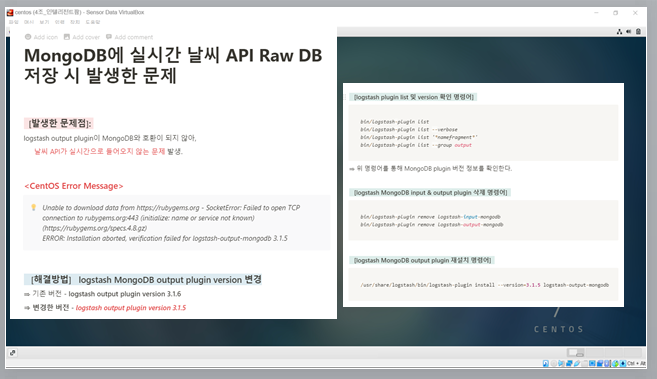 centos (4조_인텔리전트팜) - Sensor Data VirtualBox
Add icon Add cover Add comment
MongoDB에 실시간 날씨 API Raw DB
저장 시 발생한 문제
[발생한 문제점]:
logstash output plugin이 MongoDB와 호환이 되지 않아,
날씨 API가 실시간으로 들어오지 않는 문제 발생.
<CentOS Error Message>
Unable to download data from https://rubygems.org - SocketError: Failed to open TCP
connection to rubygems.org:443 (initialize: name or service not known)
(https://rubygems.org/specs.4.8.gz)
ERROR: Installation aborted, verification failed for logstash-output-mongodb 3.1.5
[해결방법] logstash MongoDB output plugin version 변경
⇒ 기존 버전 - logstash output plugin version 3.1.6
⇒ 변경한 버전 - logstash output plugin version 3.1.5
[logstash plugin list 및 version 확인 명령어]
bin/logstash-plugin list
bin/logstash-plugin list --verbose
bin/logstash-plugin list '*namefragment*'
bin/logstash-plugin list --group output
⇒ 위 명령어를 통해 MongoDB plugin 버전 정보를 확인한다.
[logstash MongoDB input & output plugin 삭제 명령어]
bin/logstash-plugin remove logstash-input-mongodb
bin/logstash-plugin remove logstash-output-mongodb
[logstash MongoDB output plugin 재설치 명령어]
/usr/share/logstash/bin/logstash-plugin install --version=3.1.5 logstash-output-mongodb
7
CENTOS
Ctrl + Alt